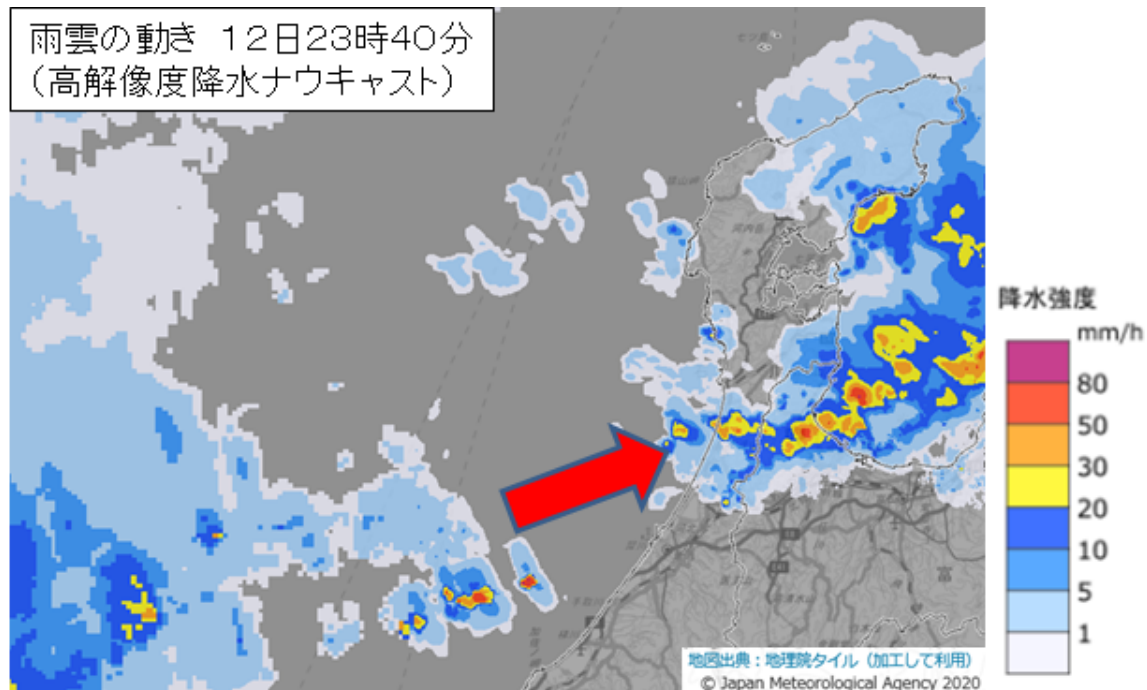 雨雲の動き 12日23時40分
(高解像度降水ナウキャスト)
降水強度
mm/h
80
50
30
20
10
5
1
地図出典：地理院タイル（加工して利用）
© Japan Meteorological Agency 2020